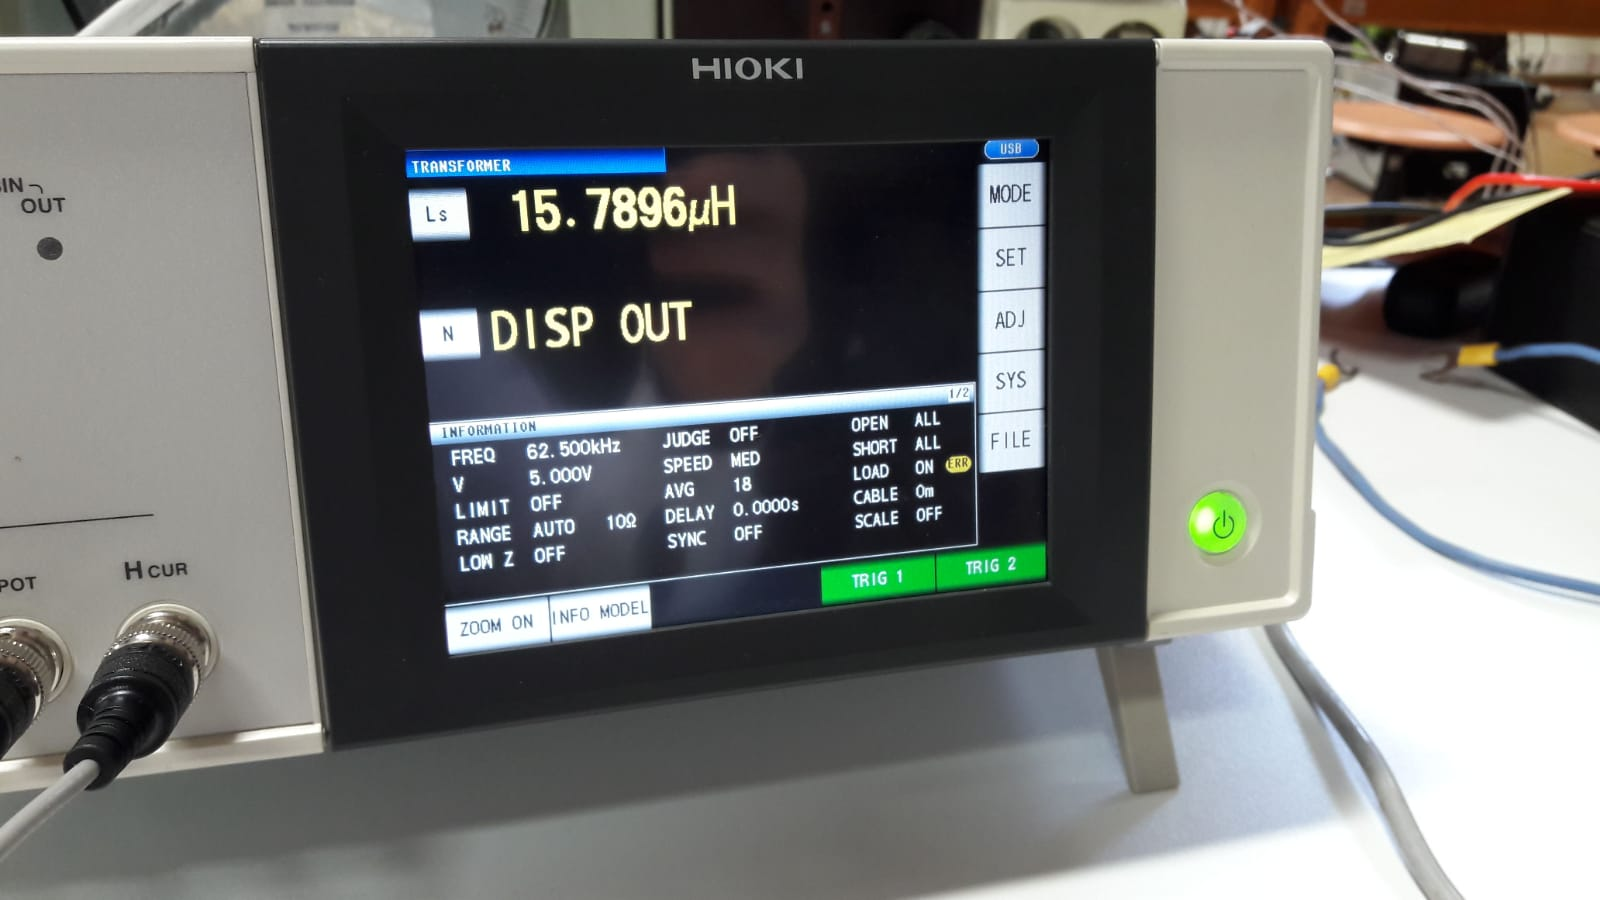 HIOKI
OUT
TRANSFORMER
USB
Ls 15.7896μH
N DISP OUT
MODE
SET
ADJ
SYS
FILE
INFORMATION 1/2
FREQ 62.500kHz JUDGE OFF OPEN ALL
V 5.000V SPEED MED SHORT ALL
LIMIT OFF AVG 18 LOAD ON ERR
RANGE AUTO 10Ω DELAY 0.0000s CABLE 0m
LOW Z OFF SYNC OFF SCALE OFF
TRIG 1 TRIG 2
ZOOM ON INFO MODEL
POT
HCUR